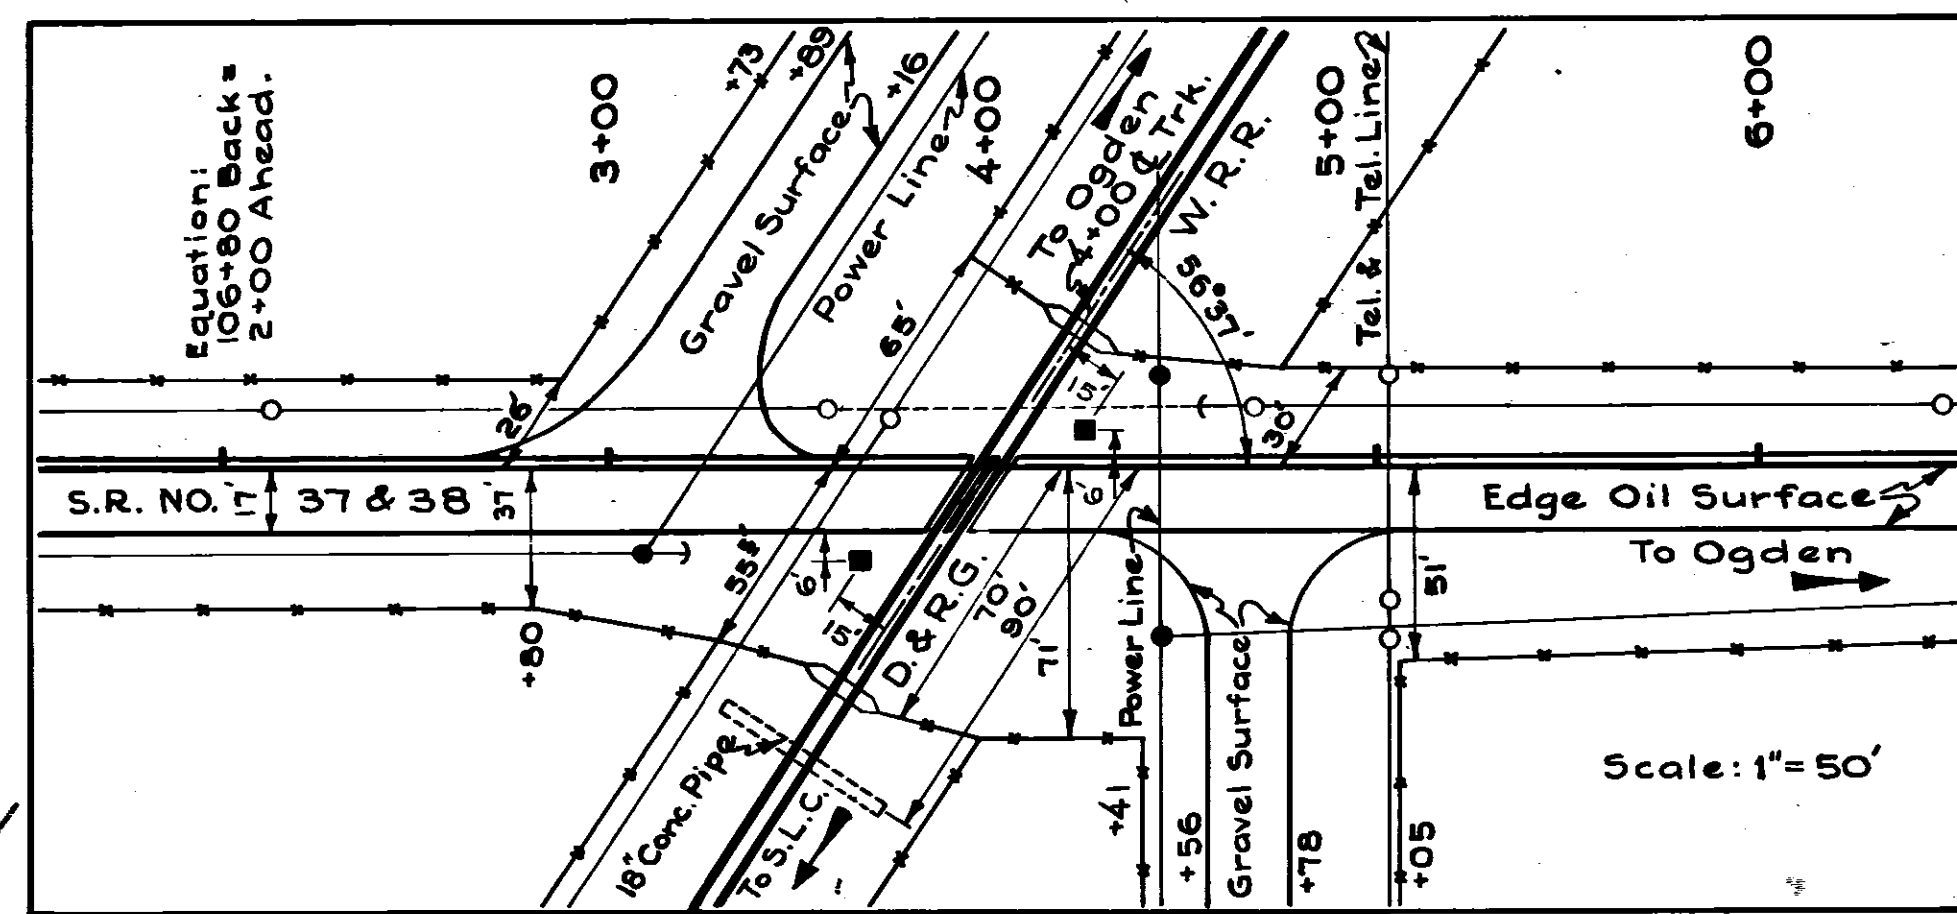 Equation:
106+80 Back =
2+00 Ahead.
3+00
+73
+89
+16
Gravel Surface
Power Line
4+00
To Ogden
4+00 ₵ Trk.
W. R. R.
56°37'
5+00
Tel. & Tel. Line
6+00
65'
26'
15'
30'
6'
S.R. NO. 1
37 & 38
37'
Edge Oil Surface
To Ogden
55'
6'
15'
D. & R. G.
70'
90'
71'
51'
+80
Power Line
Gravel Surface
18" Conc. Pipe
To S.L.C.
+41
+56
+78
+05
Scale: 1"= 50'